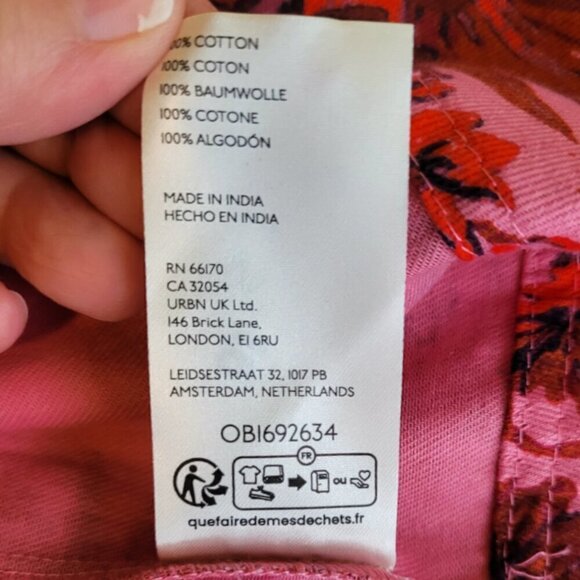 100% COTTON
100% COTON
100% BAUMWOLLE
100% COTONE
100% ALGODÓN
MADE IN INDIA
HECHO EN INDIA
RN 66170
CA 32054
URBN UK Ltd.
146 Brick Lane,
LONDON, E1 6RU
LEIDSESTRAAT 32, 1017 PB
AMSTERDAM, NETHERLANDS
OB1692634
FR
OU
quefairedemesdechets.fr